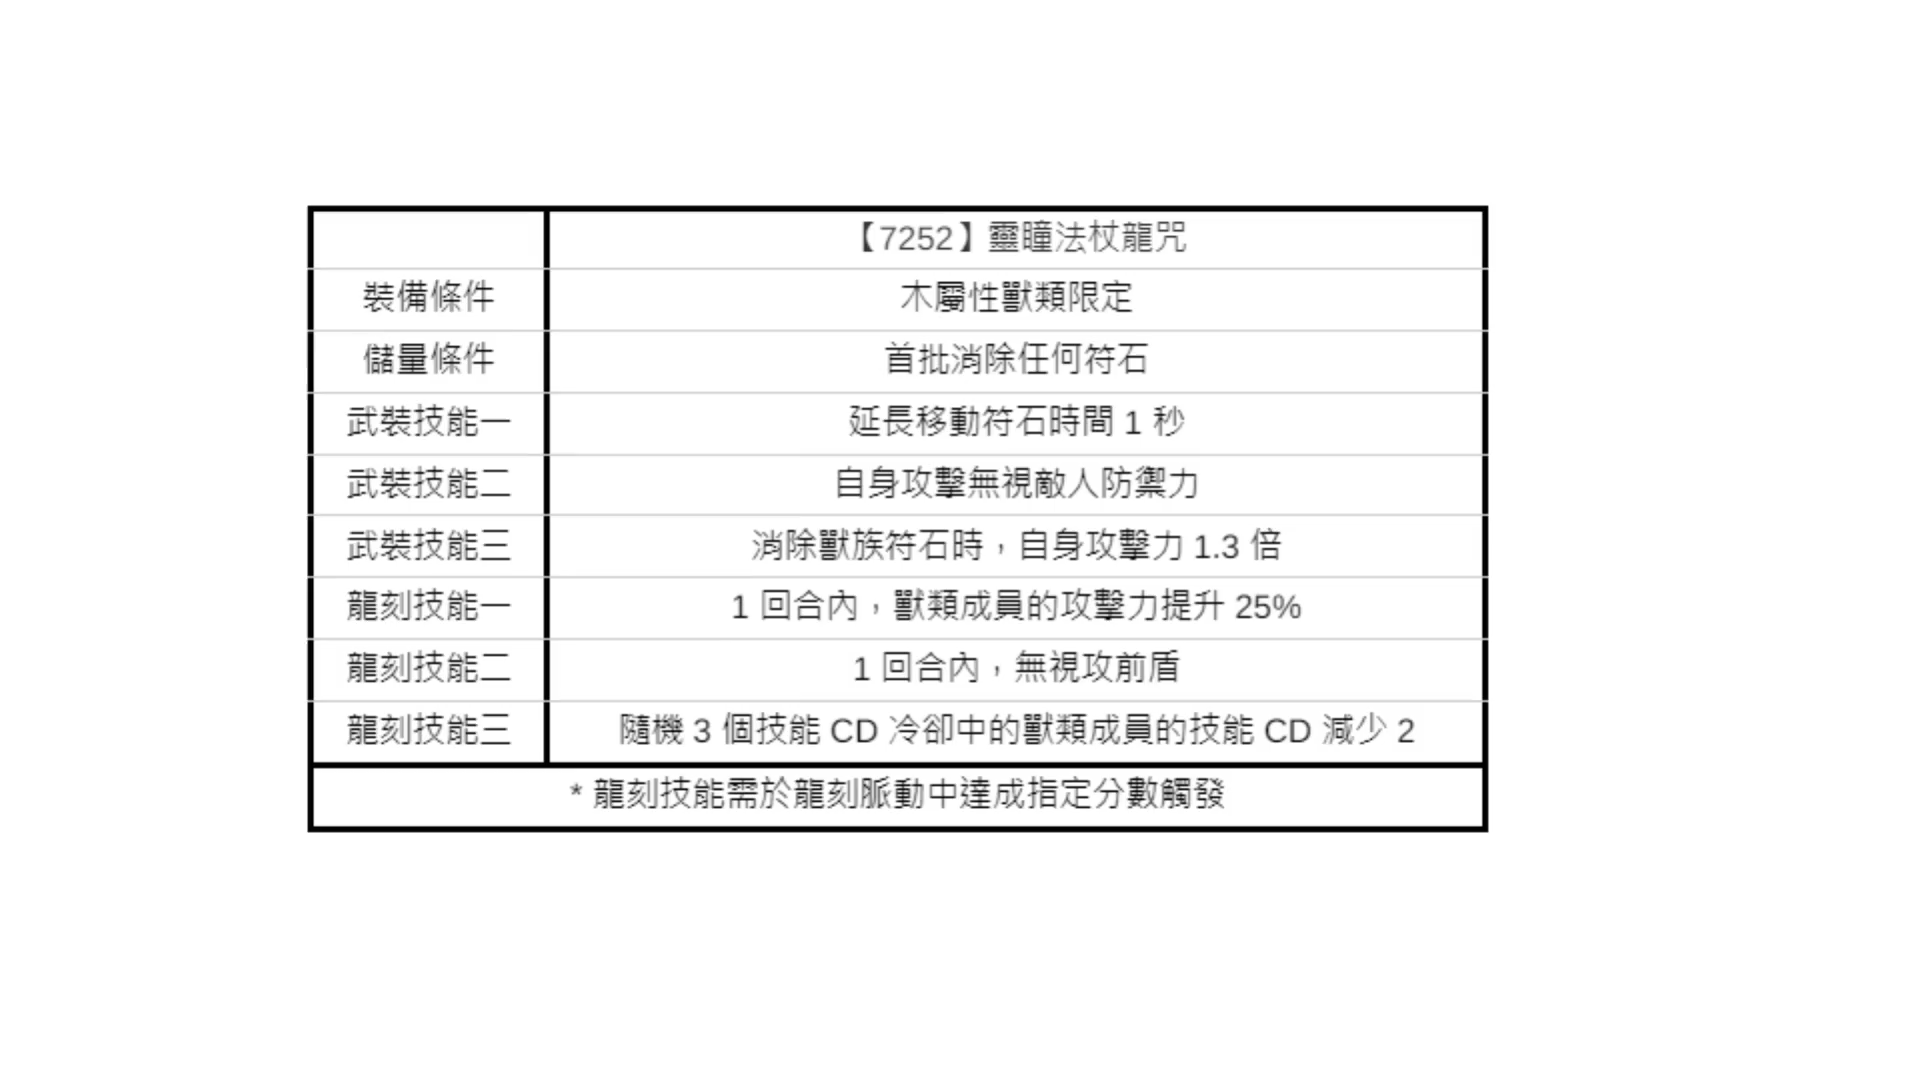 【7252】靈瞳法杖龍咒
裝備條件 木屬性獸類限定
儲量條件 首批消除任何符石
武裝技能一 延長移動符石時間 1 秒
武裝技能二 自身攻擊無視敵人防禦力
武裝技能三 消除獸族符石時，自身攻擊力 1.3 倍
龍刻技能一 1 回合內，獸類成員的攻擊力提升 25%
龍刻技能二 1 回合內，無視攻前盾
龍刻技能三 隨機 3 個技能 CD 冷卻中的獸類成員的技能 CD 減少 2
* 龍刻技能需於龍刻脈動中達成指定分數觸發